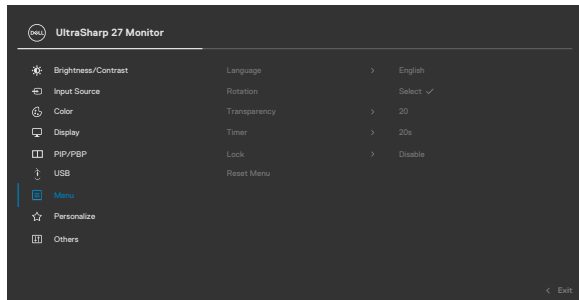 DELL UltraSharp 27 Monitor
Brightness/Contrast Language > English
Input Source Rotation Select ✓
Color Transparency > 20
Display Timer > 20s
PIP/PBP Lock > Disable
USB Reset Menu
Menu
Personalize
Others
< Exit